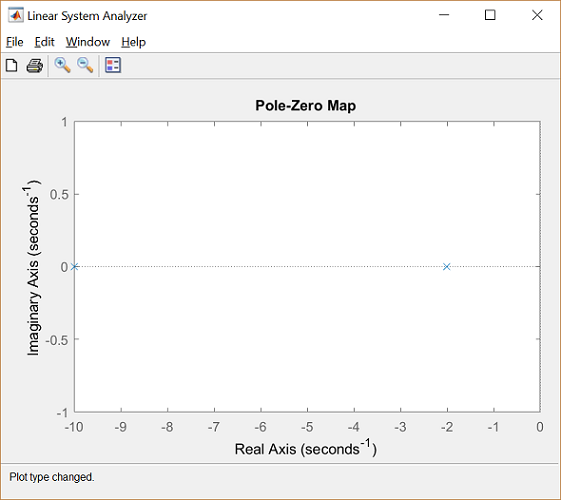 Linear System Analyzer
File Edit Window Help
Pole-Zero Map
1
0.5
0
-0.5
-1
Imaginary Axis (seconds⁻¹)
-10 -9 -8 -7 -6 -5 -4 -3 -2 -1 0
Real Axis (seconds⁻¹)
Plot type changed.